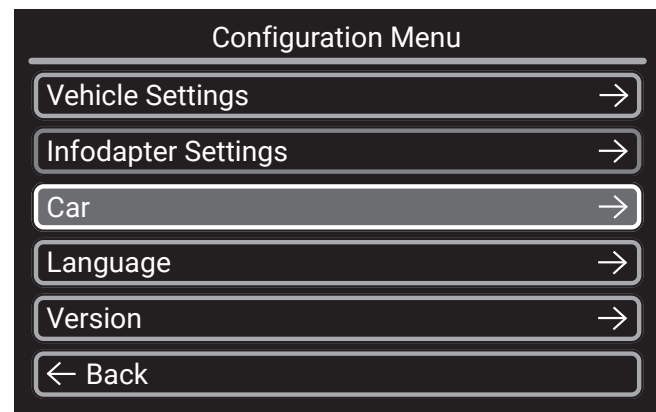 Configuration Menu
Vehicle Settings →
Infodapter Settings →
Car →
Language →
Version →
← Back